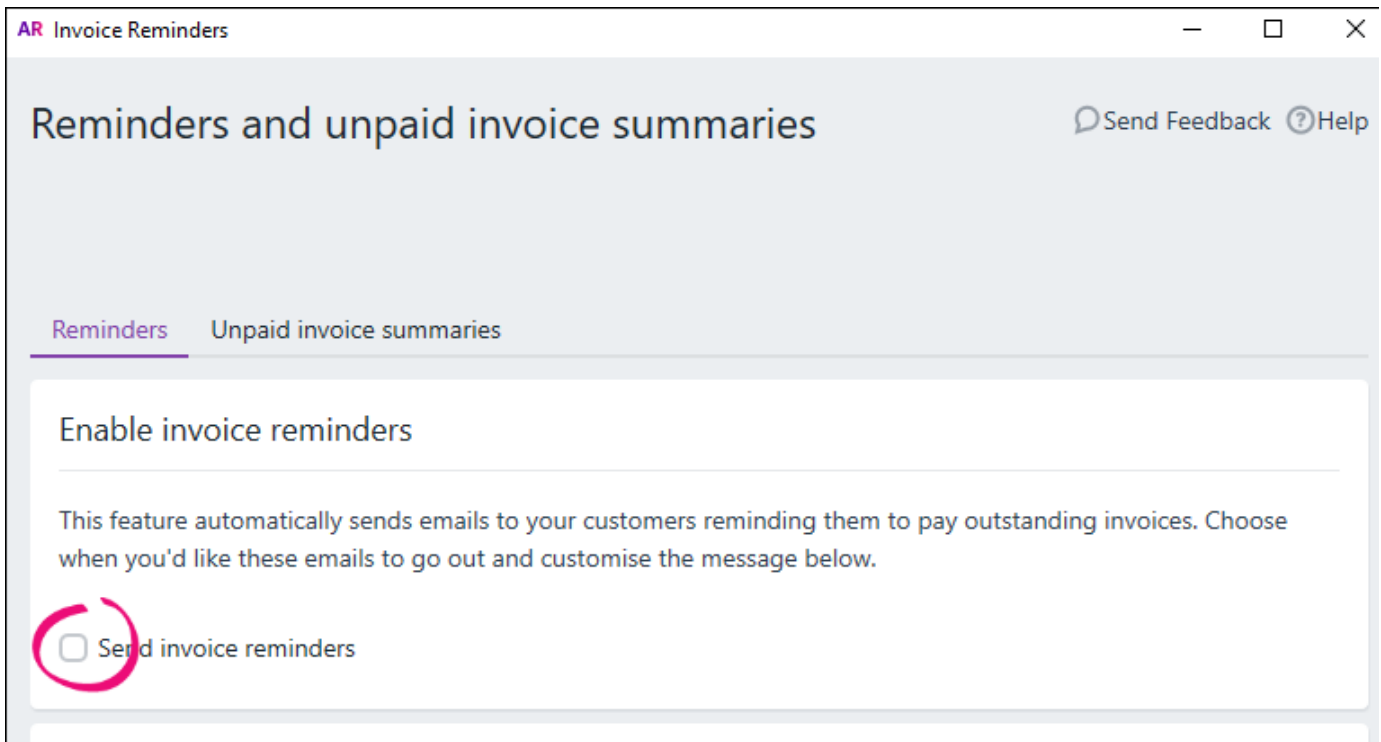 AR Invoice Reminders
Reminders and unpaid invoice summaries
Send Feedback ? Help
Reminders Unpaid invoice summaries
Enable invoice reminders
This feature automatically sends emails to your customers reminding them to pay outstanding invoices. Choose
when you'd like these emails to go out and customise the message below.
Send invoice reminders